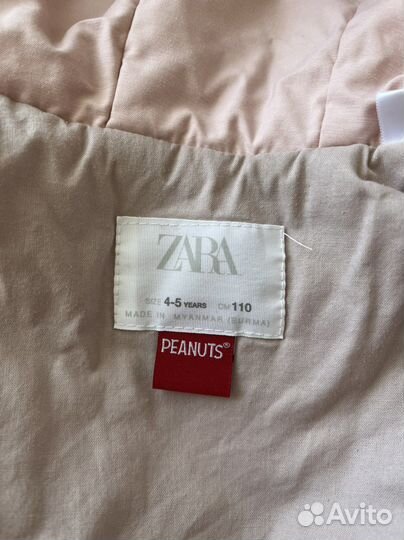 ZARA
SIZE 4-5 YEARS CM 110
MADE IN MYANMAR (BURMA)
PEANUTS®
Avito